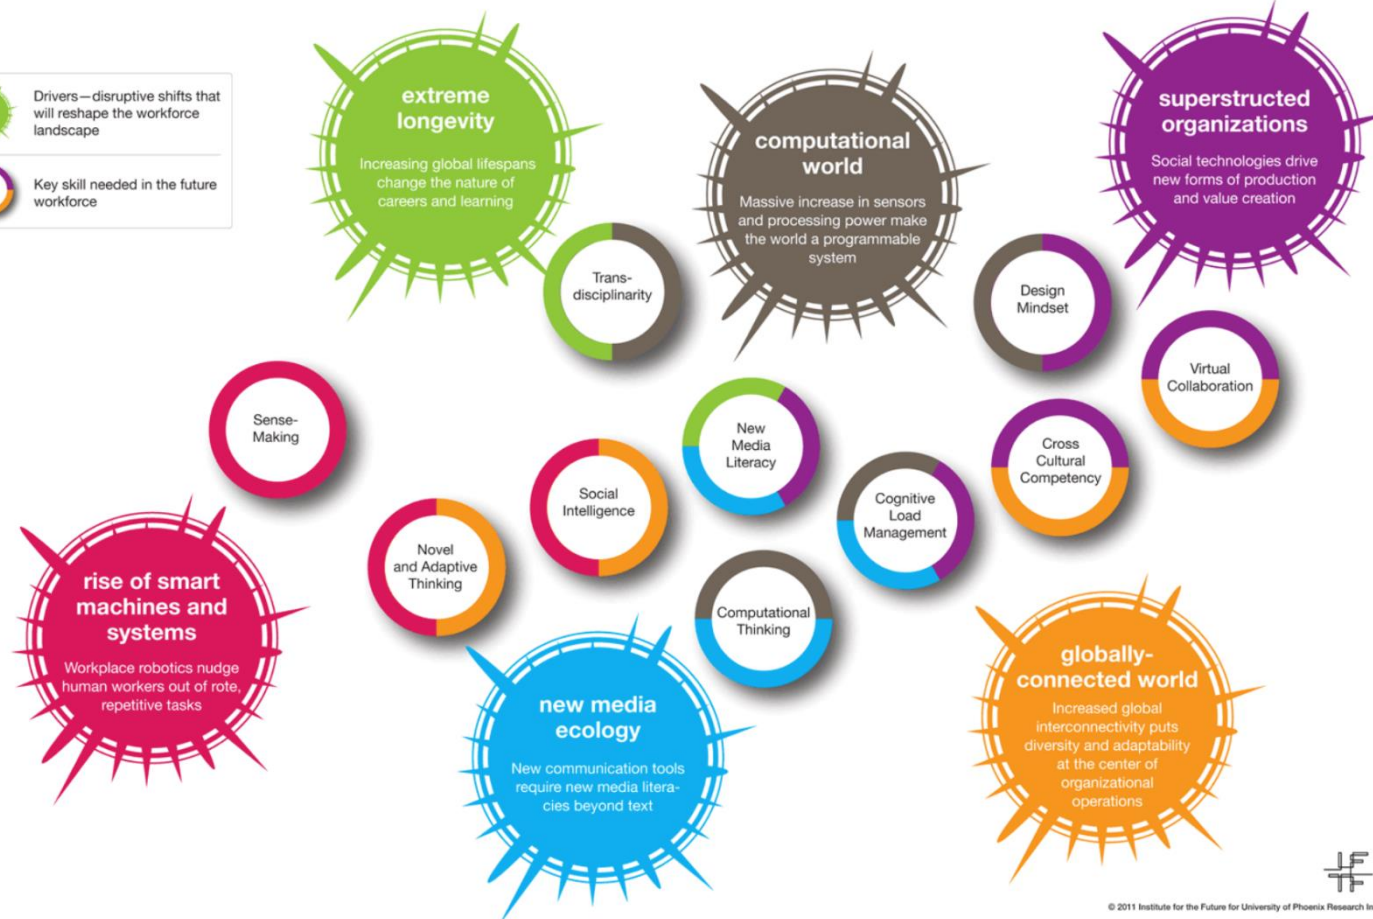 Drivers—disruptive shifts that
will reshape the workforce
landscape
Key skill needed in the future
workforce
extreme
longevity
Increasing global lifespans
change the nature of
careers and learning
computational
world
Massive increase in sensors
and processing power make
the world a programmable
system
superstructed
organizations
Social technologies drive
new forms of production
and value creation
Trans-
disciplinarity
Design
Mindset
Virtual
Collaboration
Sense-
Making
New
Media
Literacy
Cross
Cultural
Competency
Social
Intelligence
Cognitive
Load
Management
Novel
and Adaptive
Thinking
Computational
Thinking
rise of smart
machines and
systems
Workplace robotics nudge
human workers out of rote,
repetitive tasks
new media
ecology
New communication tools
require new media litera-
cies beyond text
globally-
connected world
Increased global
interconnectivity puts
diversity and adaptability
at the center of
organizational
operations
© 2011 Institute for the Future for University of Phoenix Research In